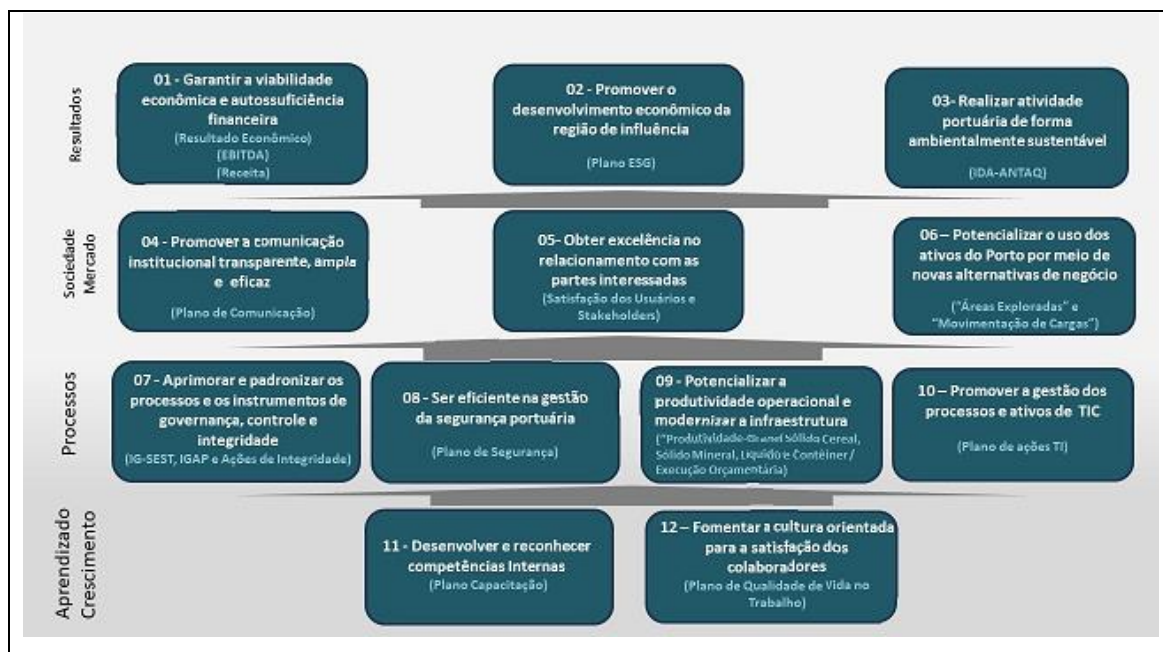 Resultados
01 - Garantir a viabilidade
econômica e autossuficiência
financeira
(Resultado Econômico)
(EBITDA)
(Receita)
02 - Promover o
desenvolvimento econômico da
região de influência
(Plano ESG)
03- Realizar atividade
portuária de forma
ambientalmente sustentável
(IDA-ANTAQ)
Sociedade
Mercado
04 - Promover a comunicação
institucional transparente, ampla
e eficaz
(Plano de Comunicação)
05- Obter excelência no
relacionamento com as
partes interessadas
(Satisfação dos Usuários e
Stakeholders)
06 – Potencializar o uso dos
ativos do Porto por meio de
novas alternativas de negócio
("Áreas Exploradas" e
"Movimentação de Cargas")
Processos
07 - Aprimorar e padronizar os
processos e os instrumentos de
governança, controle e
integridade
(IG-SEST, IGAP e Ações de Integridade)
08 - Ser eficiente na gestão
da segurança portuária
(Plano de Segurança)
09 - Potencializar a
produtividade operacional e
modernizar a infraestrutura
("Produtividade-Granel Sólido Cereal,
Sólido Mineral, Líquido e Contêiner /
Execução Orçamentária)
10 – Promover a gestão dos
processos e ativos de TIC
(Plano de ações TI)
Aprendizado
Crescimento
11 - Desenvolver e reconhecer
competências Internas
(Plano Capacitação)
12 – Fomentar a cultura orientada
para a satisfação dos
colaboradores
(Plano de Qualidade de Vida no
Trabalho)